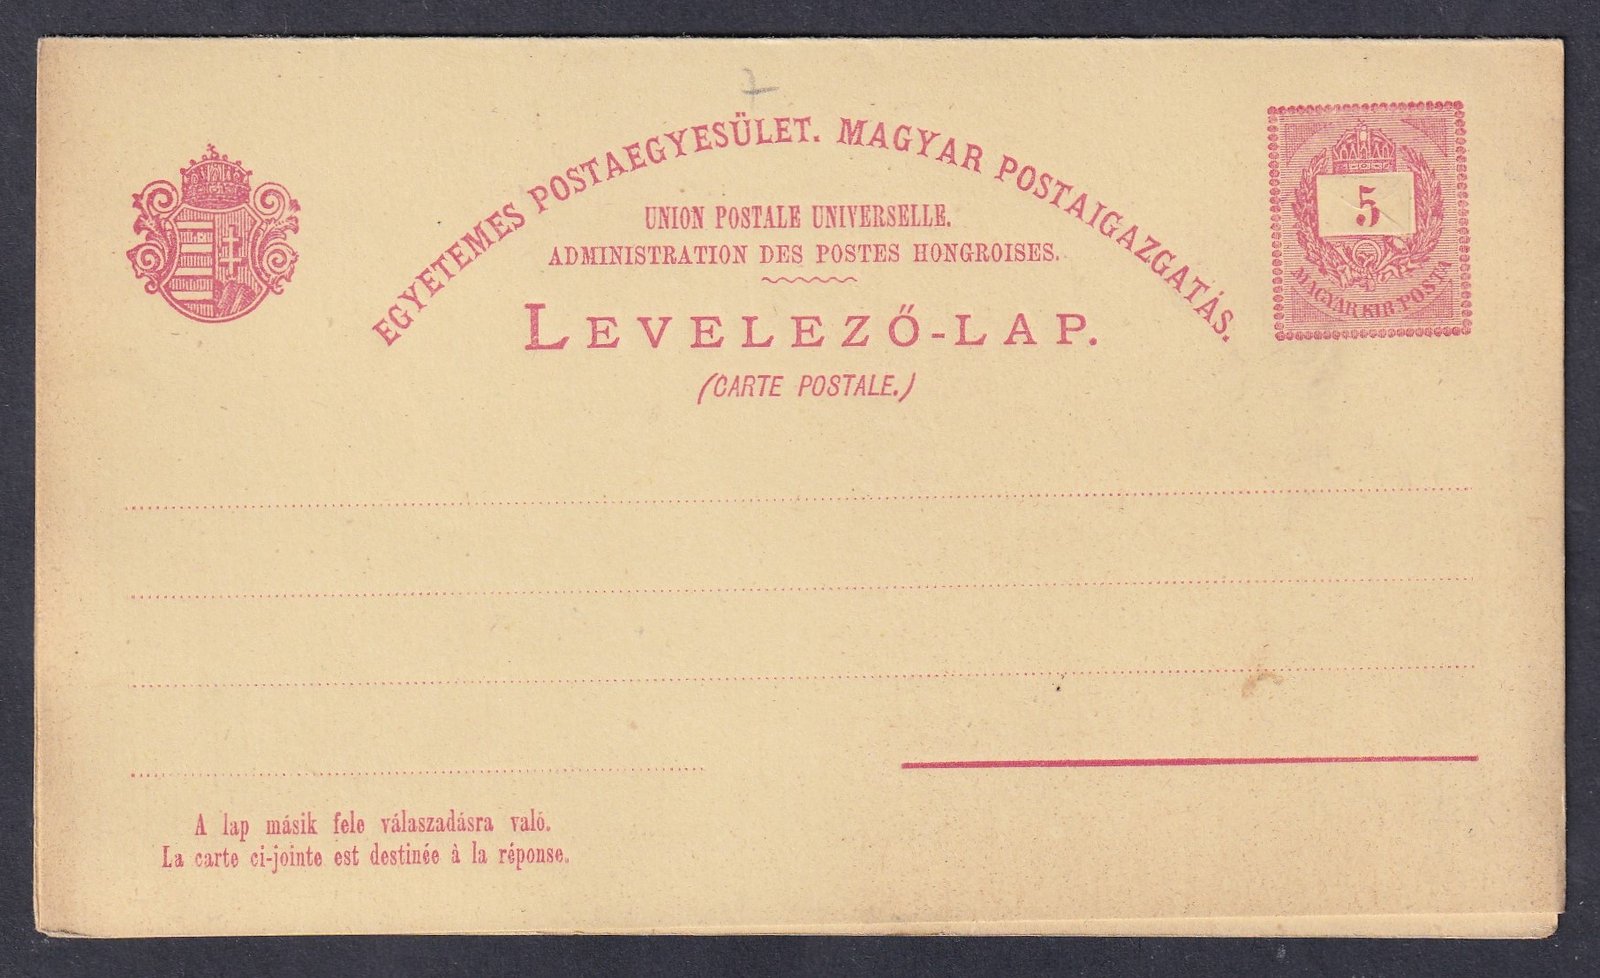 7
EGYETEMES POSTAEGYESÜLET. MAGYAR POSTAIGAZGATÁS.
UNION POSTALE UNIVERSELLE.
ADMINISTRATION DES POSTES HONGROISES.
LEVELEZŐ-LAP.
(CARTE POSTALE.)
5
MAGYAR KIR. POSTA
A lap másik fele válaszadásra való.
La carte ci-jointe est destinée à la réponse.